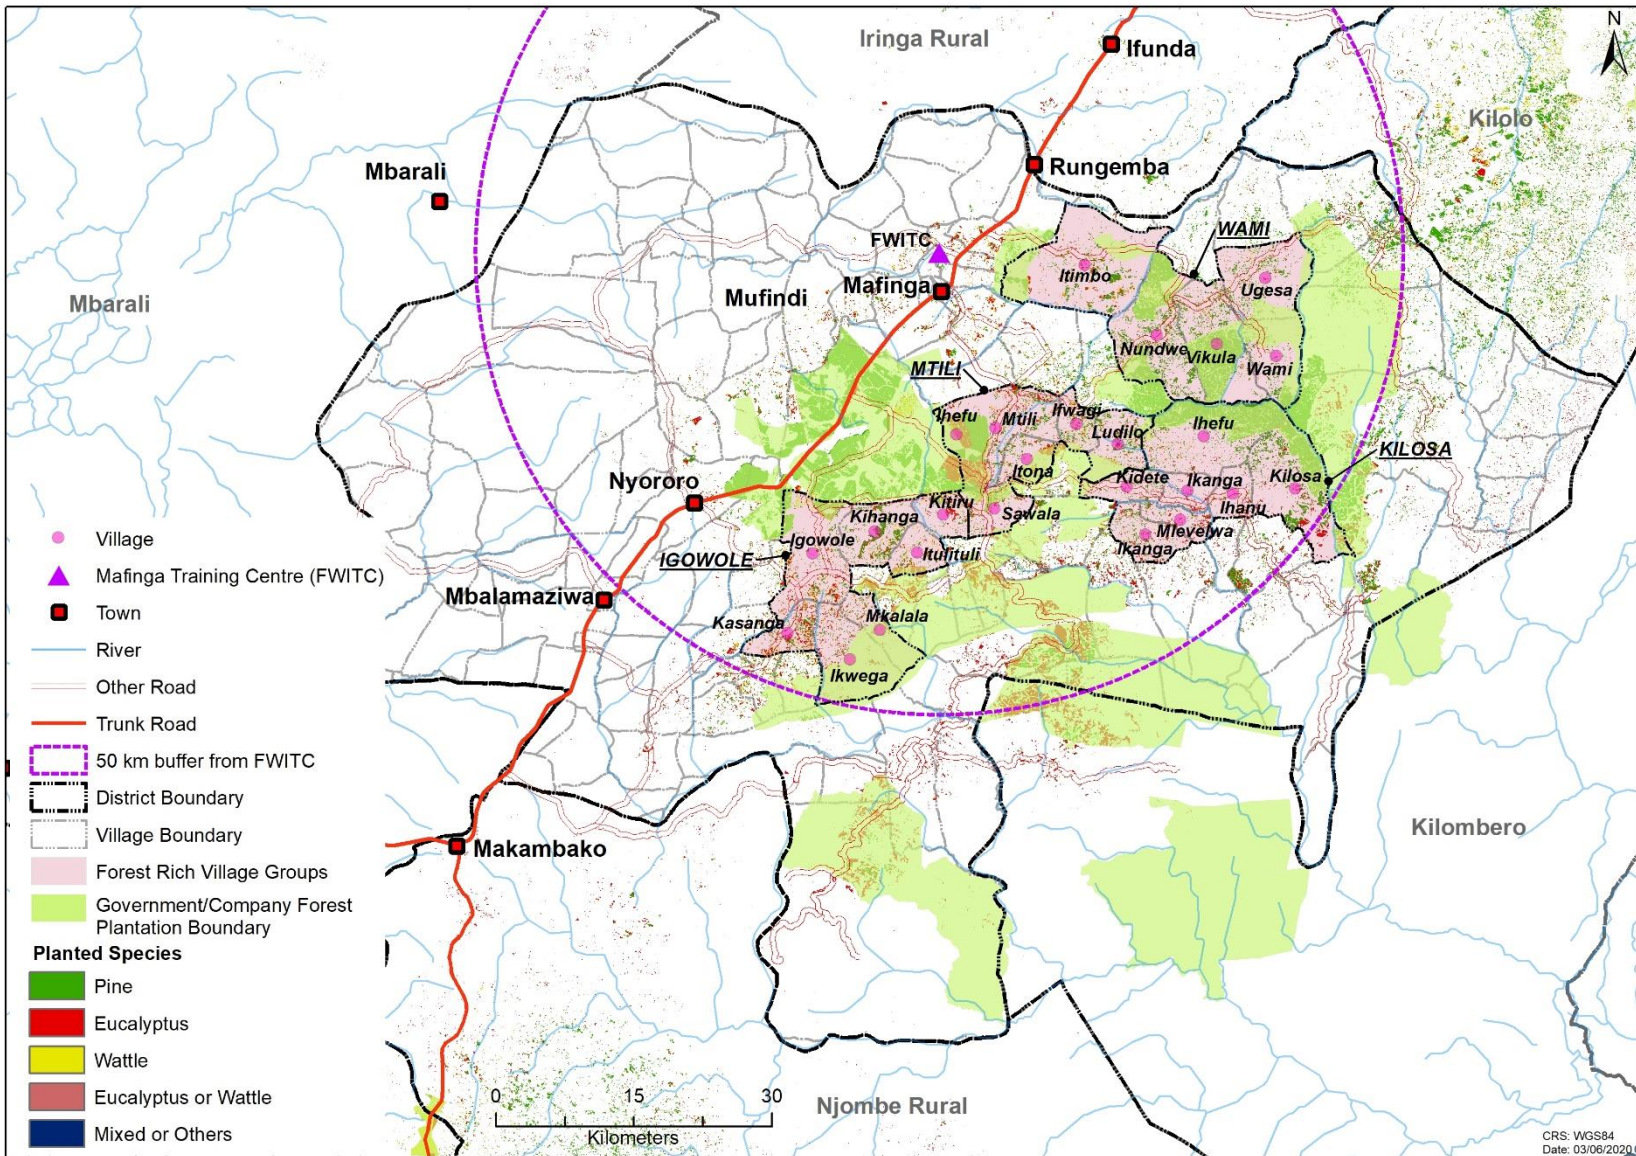 Iringa Rural
Ifunda
N
Kilolo
Mbarali
Rungemba
FWITC
WAMI
Itimbo
Ugesa
Mbarali
Mufindi
Mafinga
Nundwe
Vikula
Wami
MTILI
Ihefu
Mtili
Ifwagi
Ludilo
Ihefu
KILOSA
Itona
Kidete
Ikanga
Kilosa
Nyororo
Kitiru
Sawala
Ihanu
Kihanga
Igowole
Itulituli
Mlevelwa
Ikanga
IGOWOLE
Mbalamaziwa
Kasanga
Mkalala
Ikwega
Makambako
Kilombero
Njombe Rural
Village
Mafinga Training Centre (FWITC)
Town
River
Other Road
Trunk Road
50 km buffer from FWITC
District Boundary
Village Boundary
Forest Rich Village Groups
Government/Company Forest
Plantation Boundary
Planted Species
Pine
Eucalyptus
Wattle
Eucalyptus or Wattle
Mixed or Others
0 15 30
Kilometers
CRS: WGS84
Date: 03/06/2020